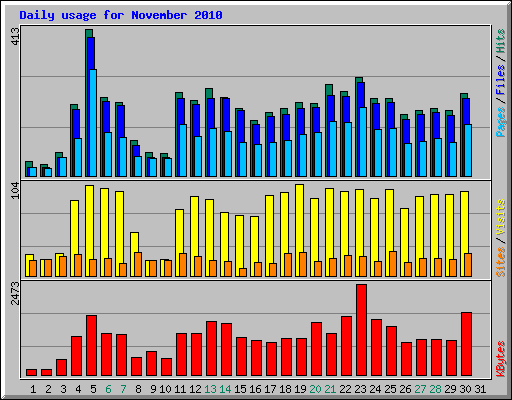 Daily usage for November 2010
413
Pages / Files / Hits
104
Sites / Visits
2473
KBytes
1 2 3 4 5 6 7 8 9 10 11 12 13 14 15 16 17 18 19 20 21 22 23 24 25 26 27 28 29 30 31